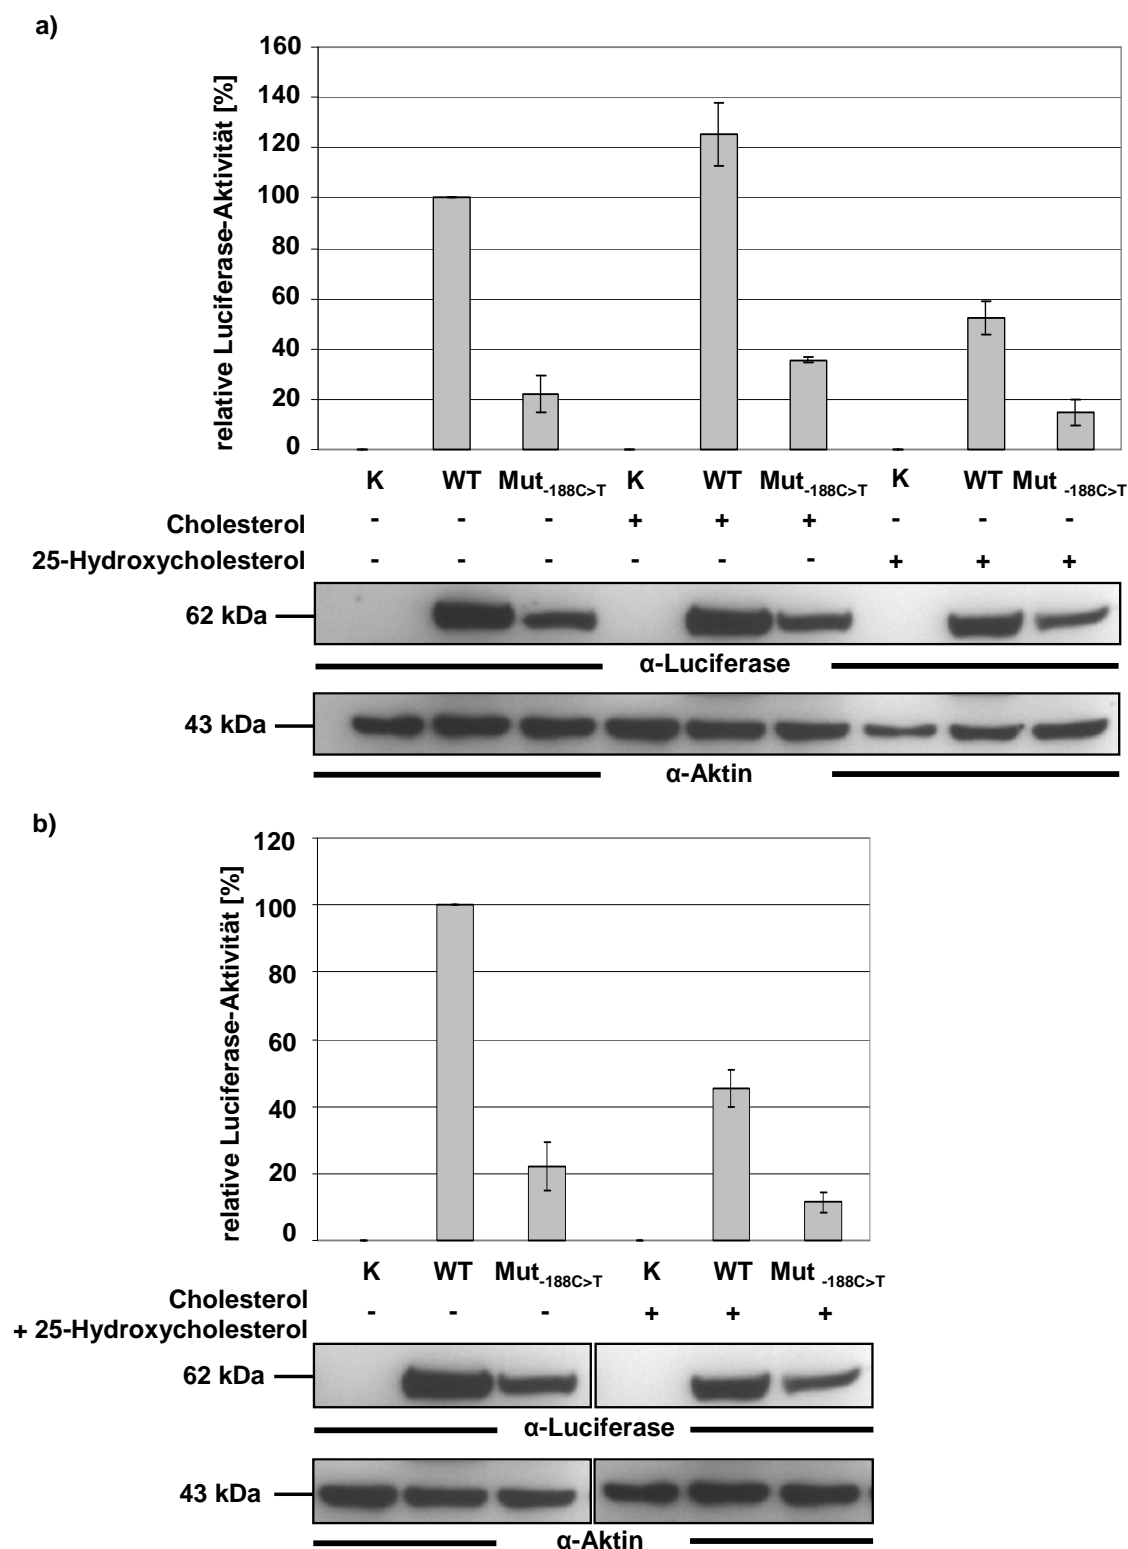 a)
relative Luciferase-Aktivität [%]
160
140
120
100
80
60
40
20
0
K WT Mut-188C>T K WT Mut-188C>T K WT Mut -188C>T
Cholesterol - - - + + + - - -
25-Hydroxycholesterol - - - - - - + + +
62 kDa
α-Luciferase
43 kDa
α-Aktin
b)
relative Luciferase-Aktivität [%]
120
100
80
60
40
20
0
K WT Mut-188C>T K WT Mut -188C>T
Cholesterol
+ 25-Hydroxycholesterol - - - + + +
62 kDa
α-Luciferase
43 kDa
α-Aktin